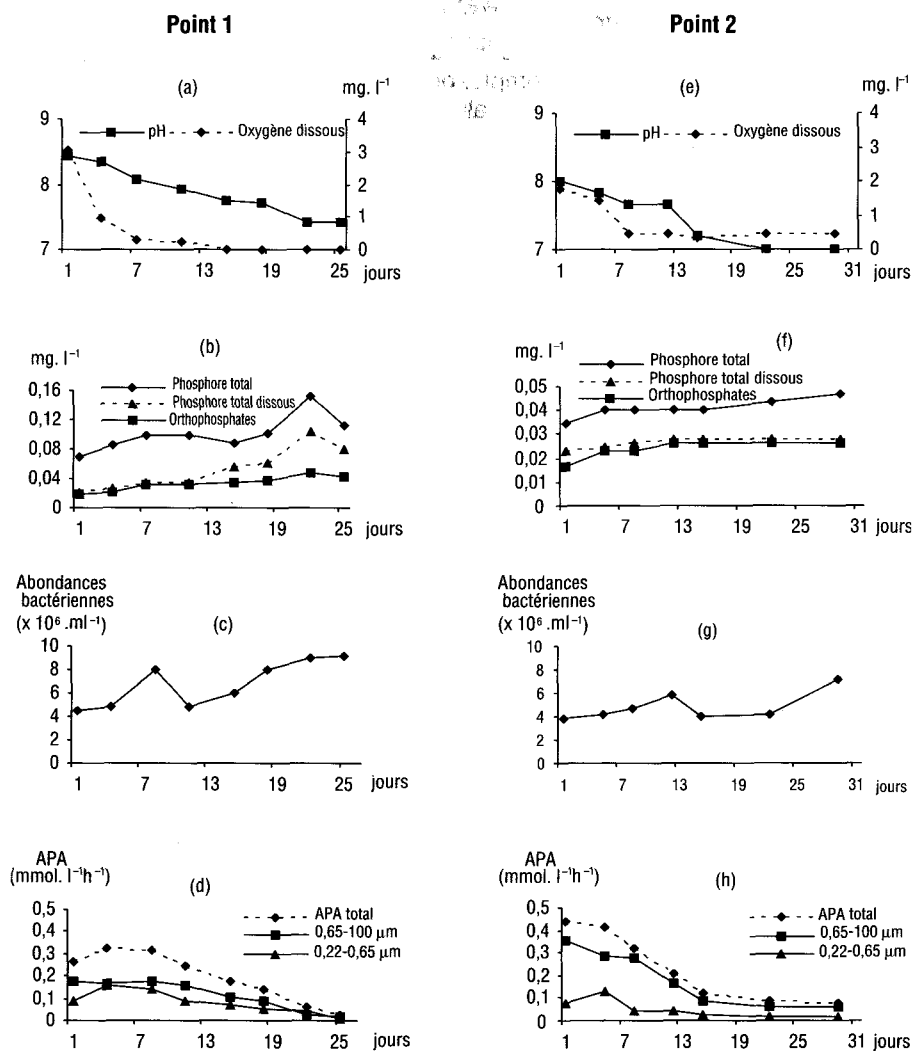 Point 1
Point 2
(a)
mg. l⁻¹
9
8
7
pH
Oxygène dissous
4
3
2
1
0
1 7 13 19 25
jours
(e)
mg. l⁻¹
9
8
7
pH
Oxygène dissous
4
3
2
1
0
1 7 13 19 25 31
jours
(b)
mg. l⁻¹
0,16
0,12
0,08
0,04
0
Phosphore total
Phosphore total dissous
Orthophosphates
1 7 13 19 25 jours
(f)
mg. l⁻¹
0,05
0,04
0,03
0,02
0,01
0
Phosphore total
Phosphore total dissous
Orthophosphates
1 7 13 19 25 31 jours
Abondances
bactériennes
(x 10⁶ .ml⁻¹)
(c)
10
8
6
4
2
0
1 7 13 19 25 jours
Abondances
bactériennes
(x 10⁶ .ml⁻¹)
(g)
10
8
6
4
2
0
1 7 13 19 25 31 jours
APA
(mmol. l⁻¹h⁻¹)
(d)
0,5
0,4
0,3
0,2
0,1
0
APA total
0,65-100 µm
0,22-0,65 µm
1 7 13 19 25 jours
APA
(mmol. l⁻¹h⁻¹)
(h)
0,5
0,4
0,3
0,2
0,1
0
APA total
0,65-100 µm
0,22-0,65 µm
1 7 13 19 25 31 jours